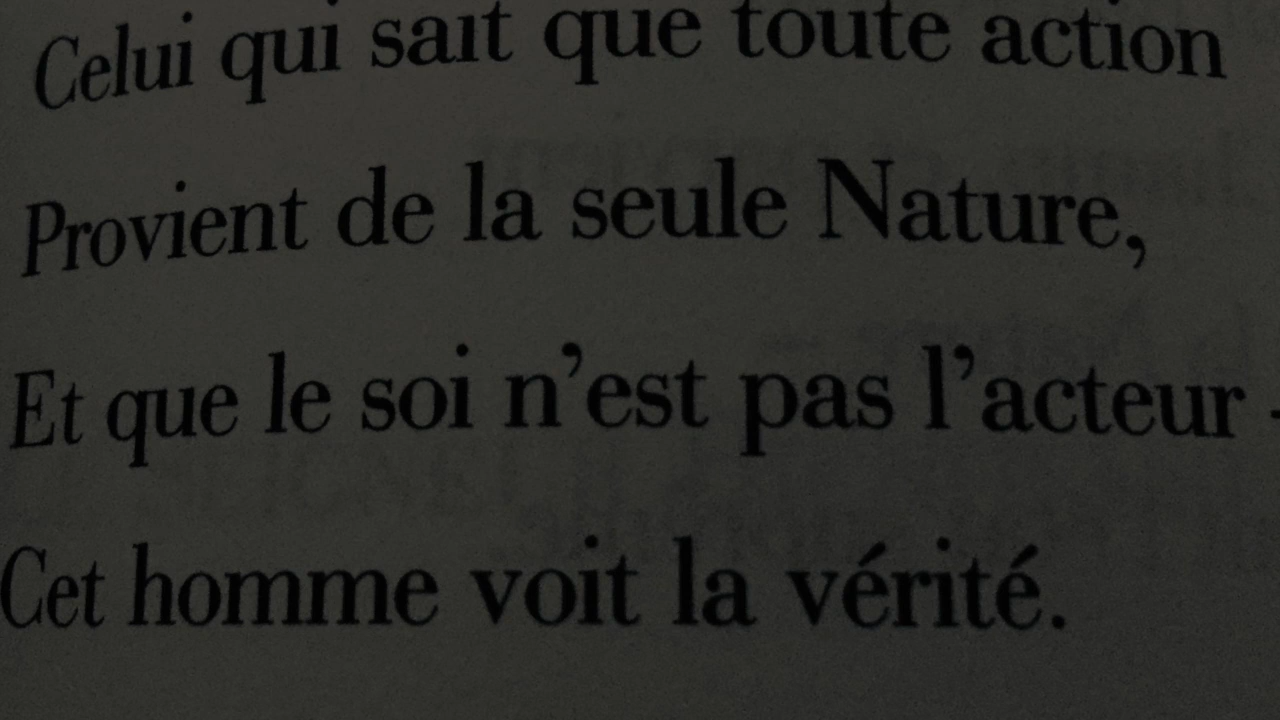 Celui qui sait que toute action
Provient de la seule Nature,
Et que le soi n’est pas l’acteur -
Cet homme voit la vérité.